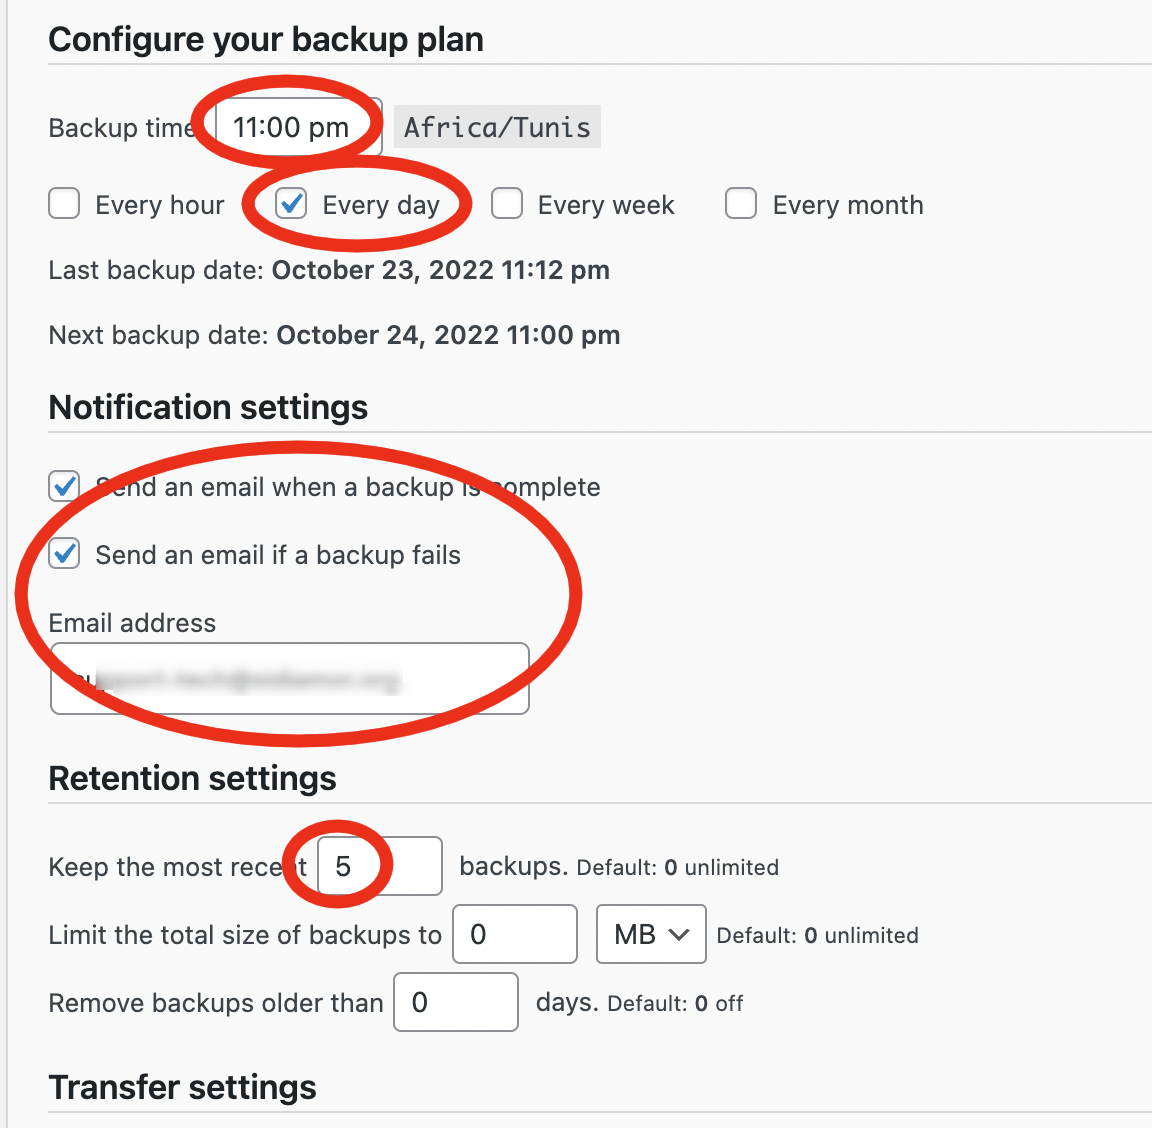 Configure your backup plan
Backup time 11:00 pm Africa/Tunis
Every hour Every day Every week Every month
Last backup date: October 23, 2022 11:12 pm
Next backup date: October 24, 2022 11:00 pm
Notification settings
Send an email when a backup is complete
Send an email if a backup fails
Email address
Retention settings
Keep the most recent 5 backups. Default: 0 unlimited
Limit the total size of backups to 0 MB Default: 0 unlimited
Remove backups older than 0 days. Default: 0 off
Transfer settings